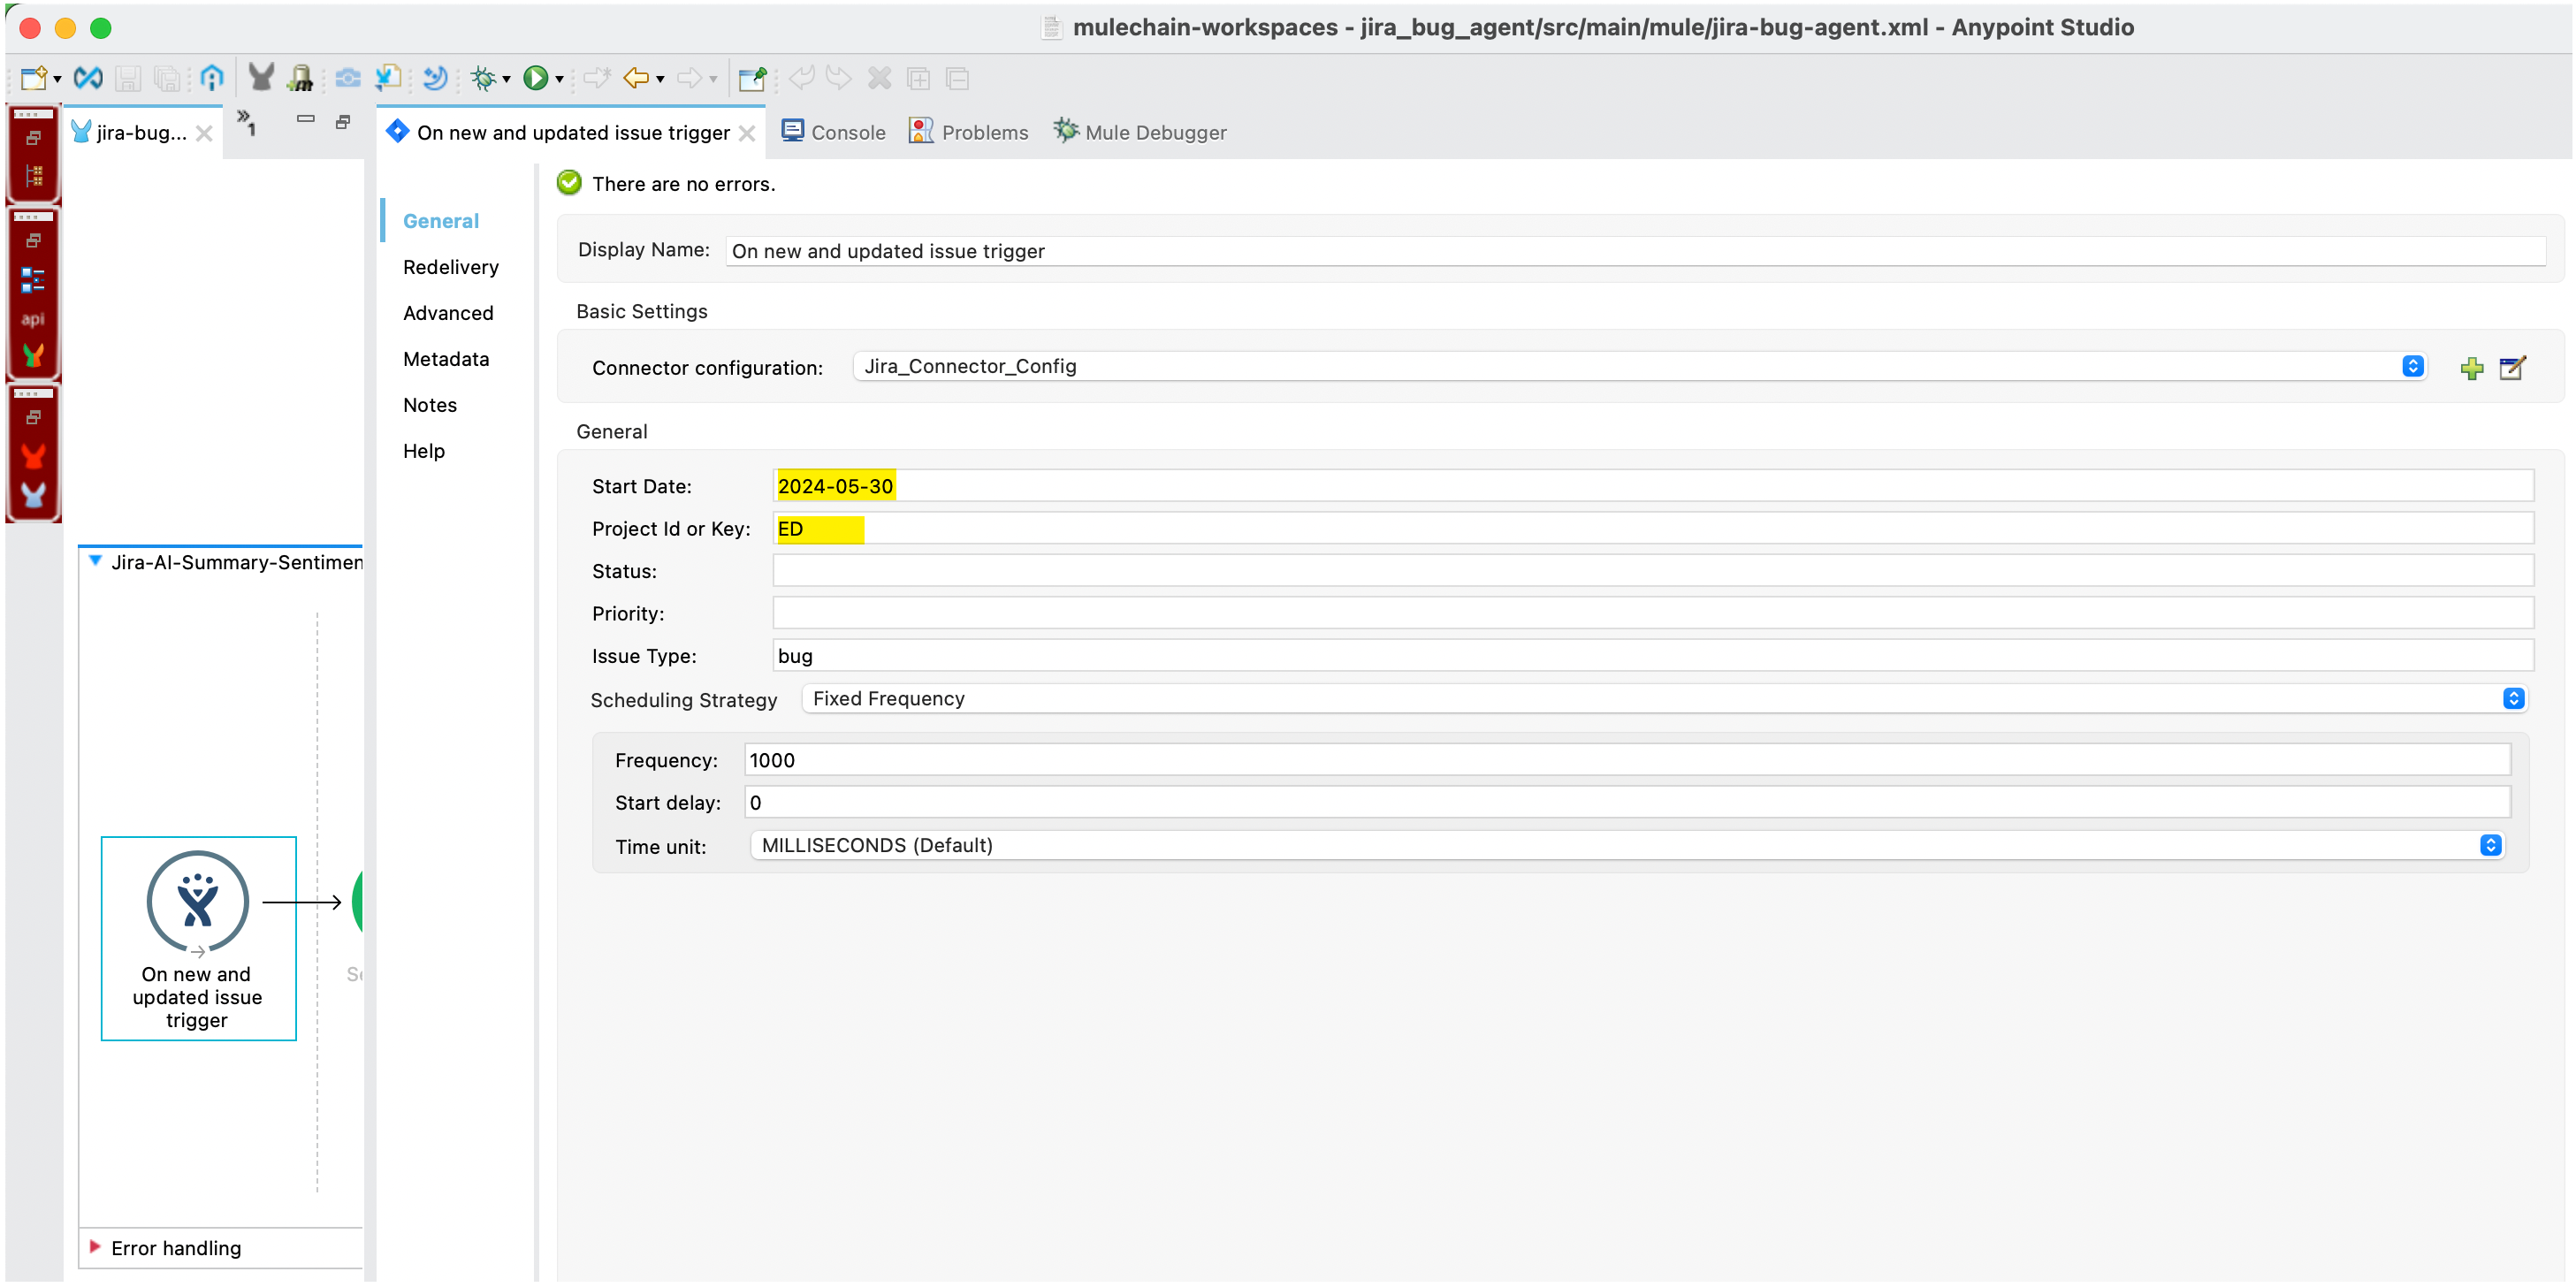 mulechain-workspaces - jira_bug_agent/src/main/mule/jira-bug-agent.xml - Anypoint Studio
jira-bug...
»1
On new and updated issue trigger
Console
Problems
Mule Debugger
api
Jira-AI-Summary-Sentimen
On new and
updated issue
trigger
Error handling
General
Redelivery
Advanced
Metadata
Notes
Help
There are no errors.
Display Name: On new and updated issue trigger
Basic Settings
Connector configuration: Jira_Connector_Config
General
Start Date: 2024-05-30
Project Id or Key: ED
Status:
Priority:
Issue Type: bug
Scheduling Strategy Fixed Frequency
Frequency: 1000
Start delay: 0
Time unit: MILLISECONDS (Default)